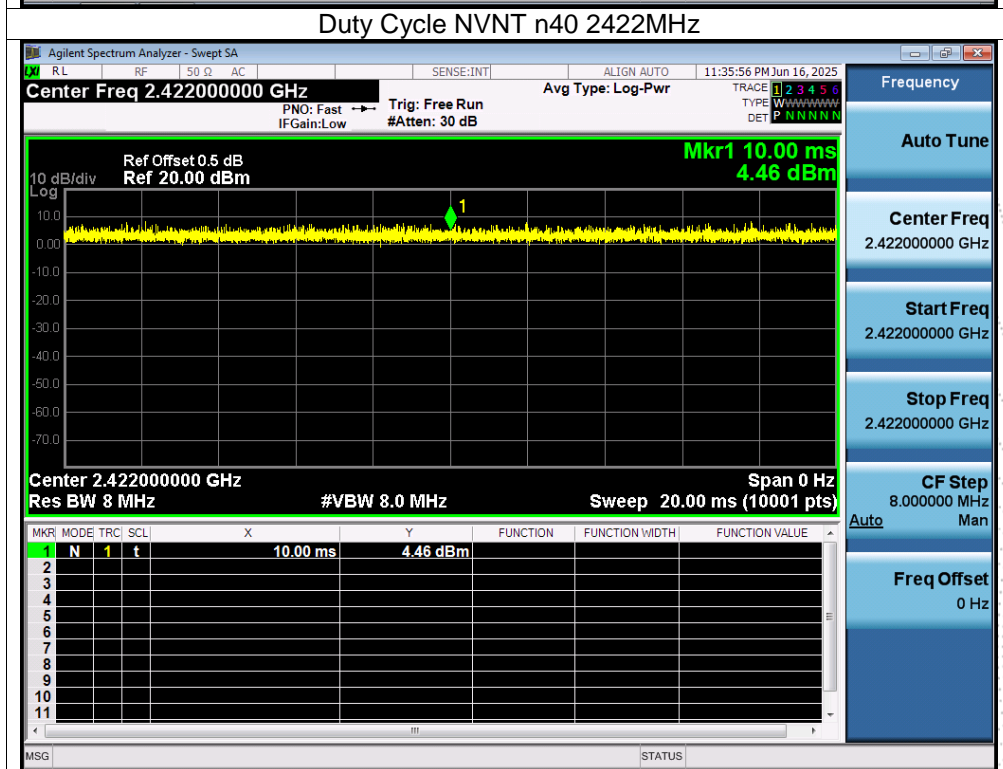 Duty Cycle NVNT n40 2422MHz
Agilent Spectrum Analyzer - Swept SA
LXI RL RF 50 Ω AC SENSE:INT ALIGN AUTO 11:35:56 PM Jun 16, 2025
Center Freq 2.422000000 GHz Avg Type: Log-Pwr TRACE 1 2 3 4 5 6
PNO: Fast Trig: Free Run TYPE WWWWWWW
IFGain:Low #Atten: 30 dB DET P N N N N N
Frequency
Auto Tune
Center Freq
2.422000000 GHz
Start Freq
2.422000000 GHz
Stop Freq
2.422000000 GHz
CF Step
8.000000 MHz
Auto Man
Freq Offset
0 Hz
Mkr1 10.00 ms
4.46 dBm
Ref Offset 0.5 dB
10 dB/div Ref 20.00 dBm
Log
1
10.0
0.00
-10.0
-20.0
-30.0
-40.0
-50.0
-60.0
-70.0
Center 2.422000000 GHz Span 0 Hz
Res BW 8 MHz #VBW 8.0 MHz Sweep 20.00 ms (10001 pts)
MKR MODE TRC SCL X Y FUNCTION FUNCTION WIDTH FUNCTION VALUE
1 N 1 t 10.00 ms 4.46 dBm
2
3
4
5
6
7
8
9
10
11
MSG STATUS